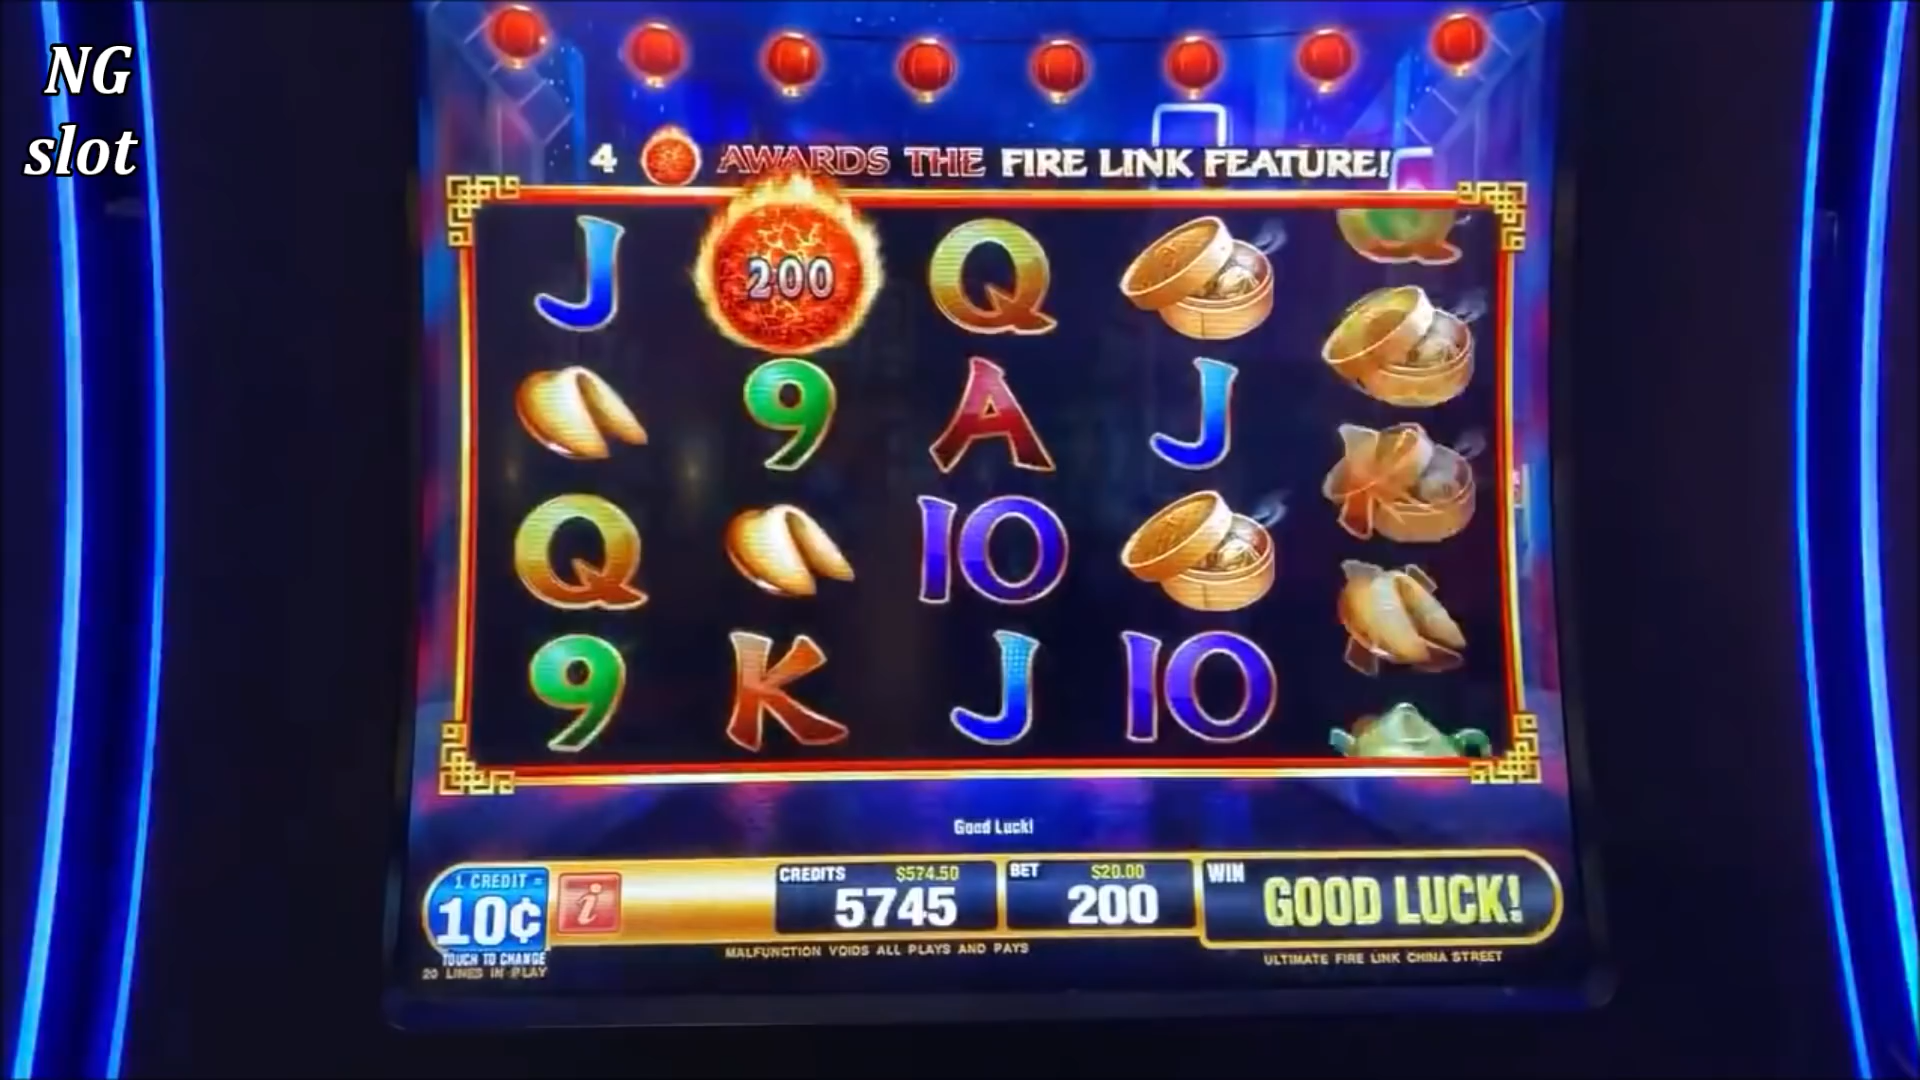 NG
slot
4 AWARDS THE FIRE LINK FEATURE!
J 200 Q
9 A J
Q 10
9 K J 10
Good Luck!
1 CREDIT =
10¢
TOUCH TO CHANGE
20 LINES IN PLAY
i
CREDITS $574.50
5745
BET $20.00
200
WIN
GOOD LUCK!
MALFUNCTION VOIDS ALL PLAYS AND PAYS
ULTIMATE FIRE LINK CHINA STREET